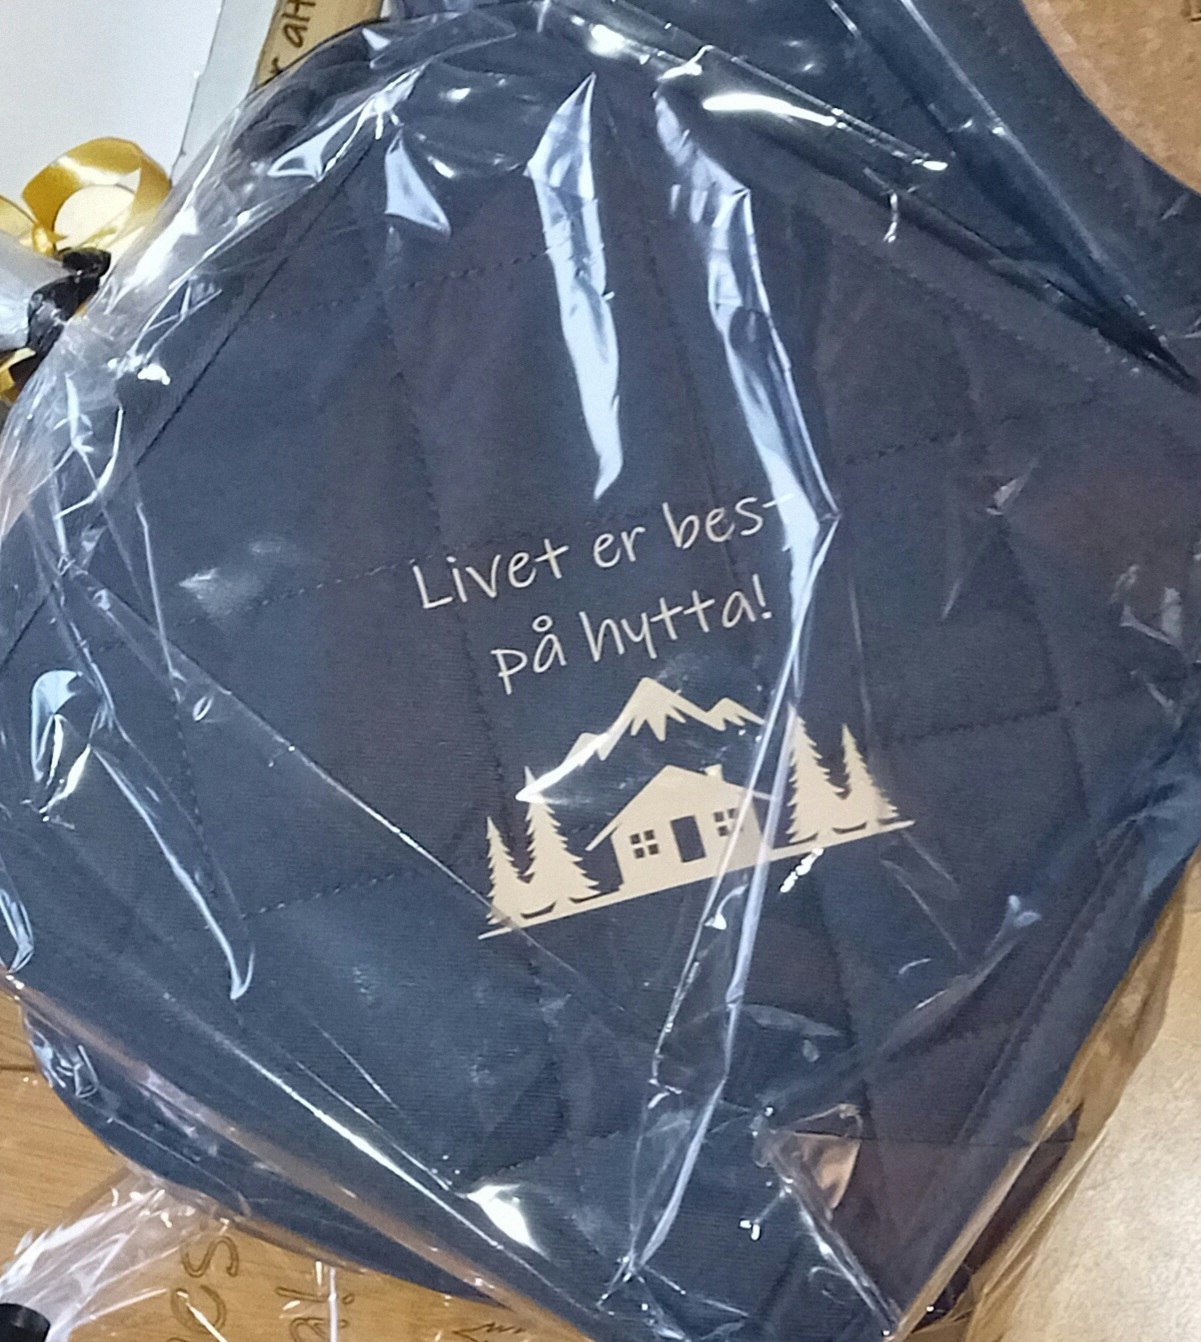 Livet er best
på hytta!